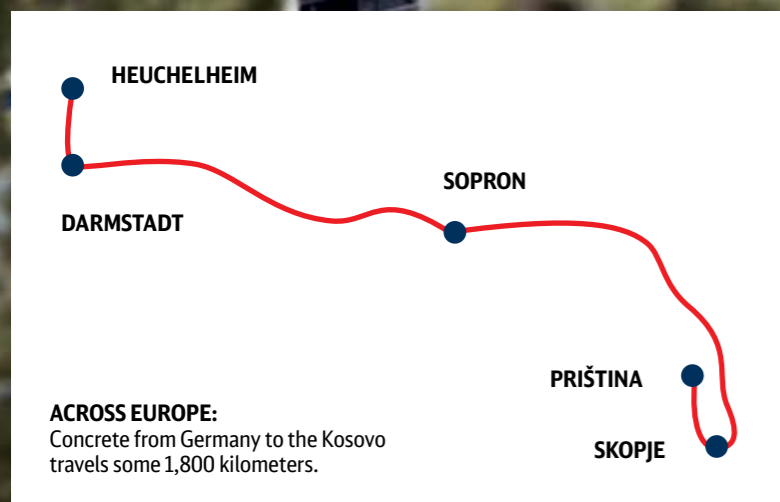 HEUCHELHEIM
DARMSTADT
SOPRON
PRIŠTINA
SKOPJE
ACROSS EUROPE:
Concrete from Germany to the Kosovo
travels some 1,800 kilometers.